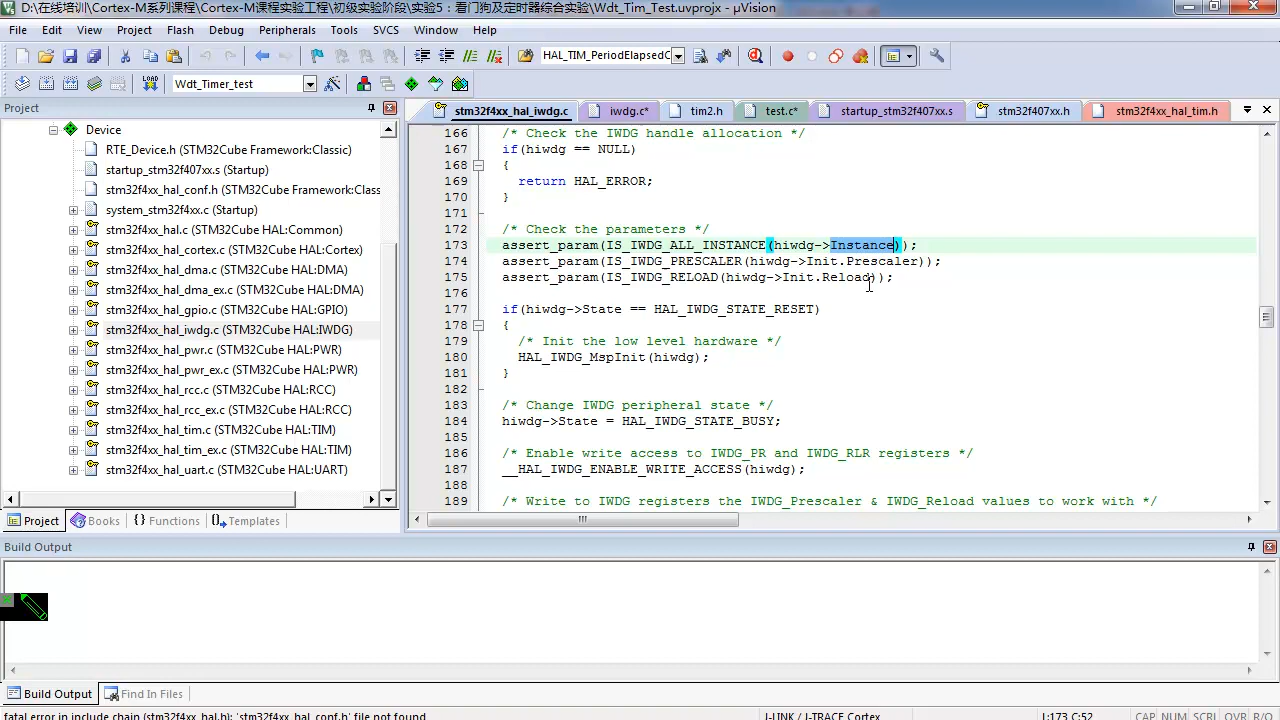 D:\在线培训\Cortex-M系列课程\Cortex-M课程实验工程\初级实验阶段\实验5：看门狗及定时器综合实验\Wdt_Tim_Test.uvprojx - µVision
File Edit View Project Flash Debug Peripherals Tools SVCS Window Help
HAL_TIM_PeriodElapsedC
LOAD Wdt_Timer_test
Project
stm32f4xx_hal_iwdg.c iwdg.c* tim2.h test.c* startup_stm32f407xx.s stm32f407xx.h stm32f4xx_hal_tim.h
Device
RTE_Device.h (STM32Cube Framework:Classic)
startup_stm32f407xx.s (Startup)
stm32f4xx_hal_conf.h (STM32Cube Framework:Class
system_stm32f4xx.c (Startup)
stm32f4xx_hal.c (STM32Cube HAL:Common)
stm32f4xx_hal_cortex.c (STM32Cube HAL:Cortex)
stm32f4xx_hal_dma.c (STM32Cube HAL:DMA)
stm32f4xx_hal_dma_ex.c (STM32Cube HAL:DMA)
stm32f4xx_hal_gpio.c (STM32Cube HAL:GPIO)
stm32f4xx_hal_iwdg.c (STM32Cube HAL:IWDG)
stm32f4xx_hal_pwr.c (STM32Cube HAL:PWR)
stm32f4xx_hal_pwr_ex.c (STM32Cube HAL:PWR)
stm32f4xx_hal_rcc.c (STM32Cube HAL:RCC)
stm32f4xx_hal_rcc_ex.c (STM32Cube HAL:RCC)
stm32f4xx_hal_tim.c (STM32Cube HAL:TIM)
stm32f4xx_hal_tim_ex.c (STM32Cube HAL:TIM)
stm32f4xx_hal_uart.c (STM32Cube HAL:UART)
Project Books {} Functions Templates
166 /* Check the IWDG handle allocation */
167 if(hiwdg == NULL)
168 {
169 return HAL_ERROR;
170 }
171
172 /* Check the parameters */
173 assert_param(IS_IWDG_ALL_INSTANCE(hiwdg->Instance));
174 assert_param(IS_IWDG_PRESCALER(hiwdg->Init.Prescaler));
175 assert_param(IS_IWDG_RELOAD(hiwdg->Init.Reload));
176
177 if(hiwdg->State == HAL_IWDG_STATE_RESET)
178 {
179 /* Init the low level hardware */
180 HAL_IWDG_MspInit(hiwdg);
181 }
182
183 /* Change IWDG peripheral state */
184 hiwdg->State = HAL_IWDG_STATE_BUSY;
185
186 /* Enable write access to IWDG_PR and IWDG_RLR registers */
187 __HAL_IWDG_ENABLE_WRITE_ACCESS(hiwdg);
188
189 /* Write to IWDG registers the IWDG_Prescaler & IWDG_Reload values to work with */
Build Output
Build Output Find In Files
fatal error in include chain (stm32f4xx_hal.h): 'stm32f4xx_hal_conf.h' file not found J-LINK / J-TRACE Cortex L:173 C:52 CAP NUM SCRL OVR R/O